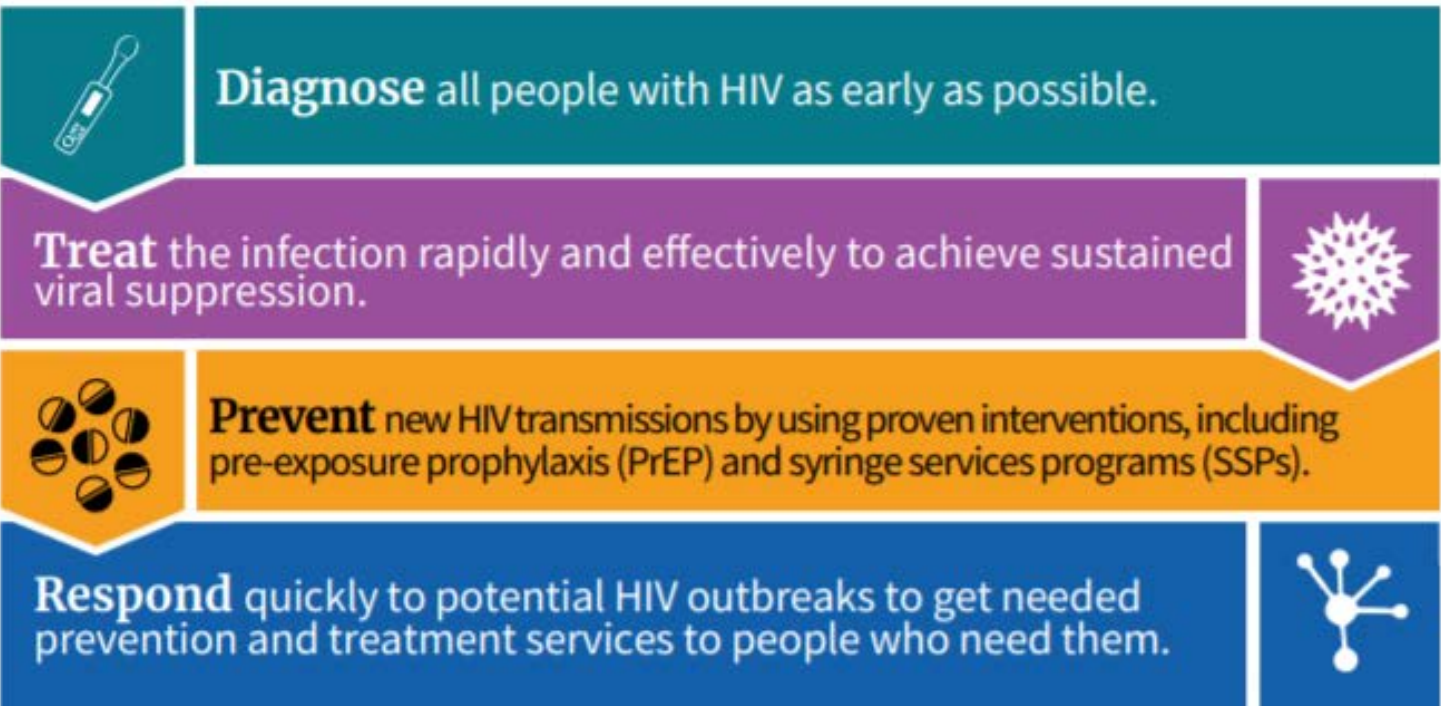 Diagnose all people with HIV as early as possible.
Treat the infection rapidly and effectively to achieve sustained
viral suppression.
Prevent new HIV transmissions by using proven interventions, including
pre-exposure prophylaxis (PrEP) and syringe services programs (SSPs).
Respond quickly to potential HIV outbreaks to get needed
prevention and treatment services to people who need them.